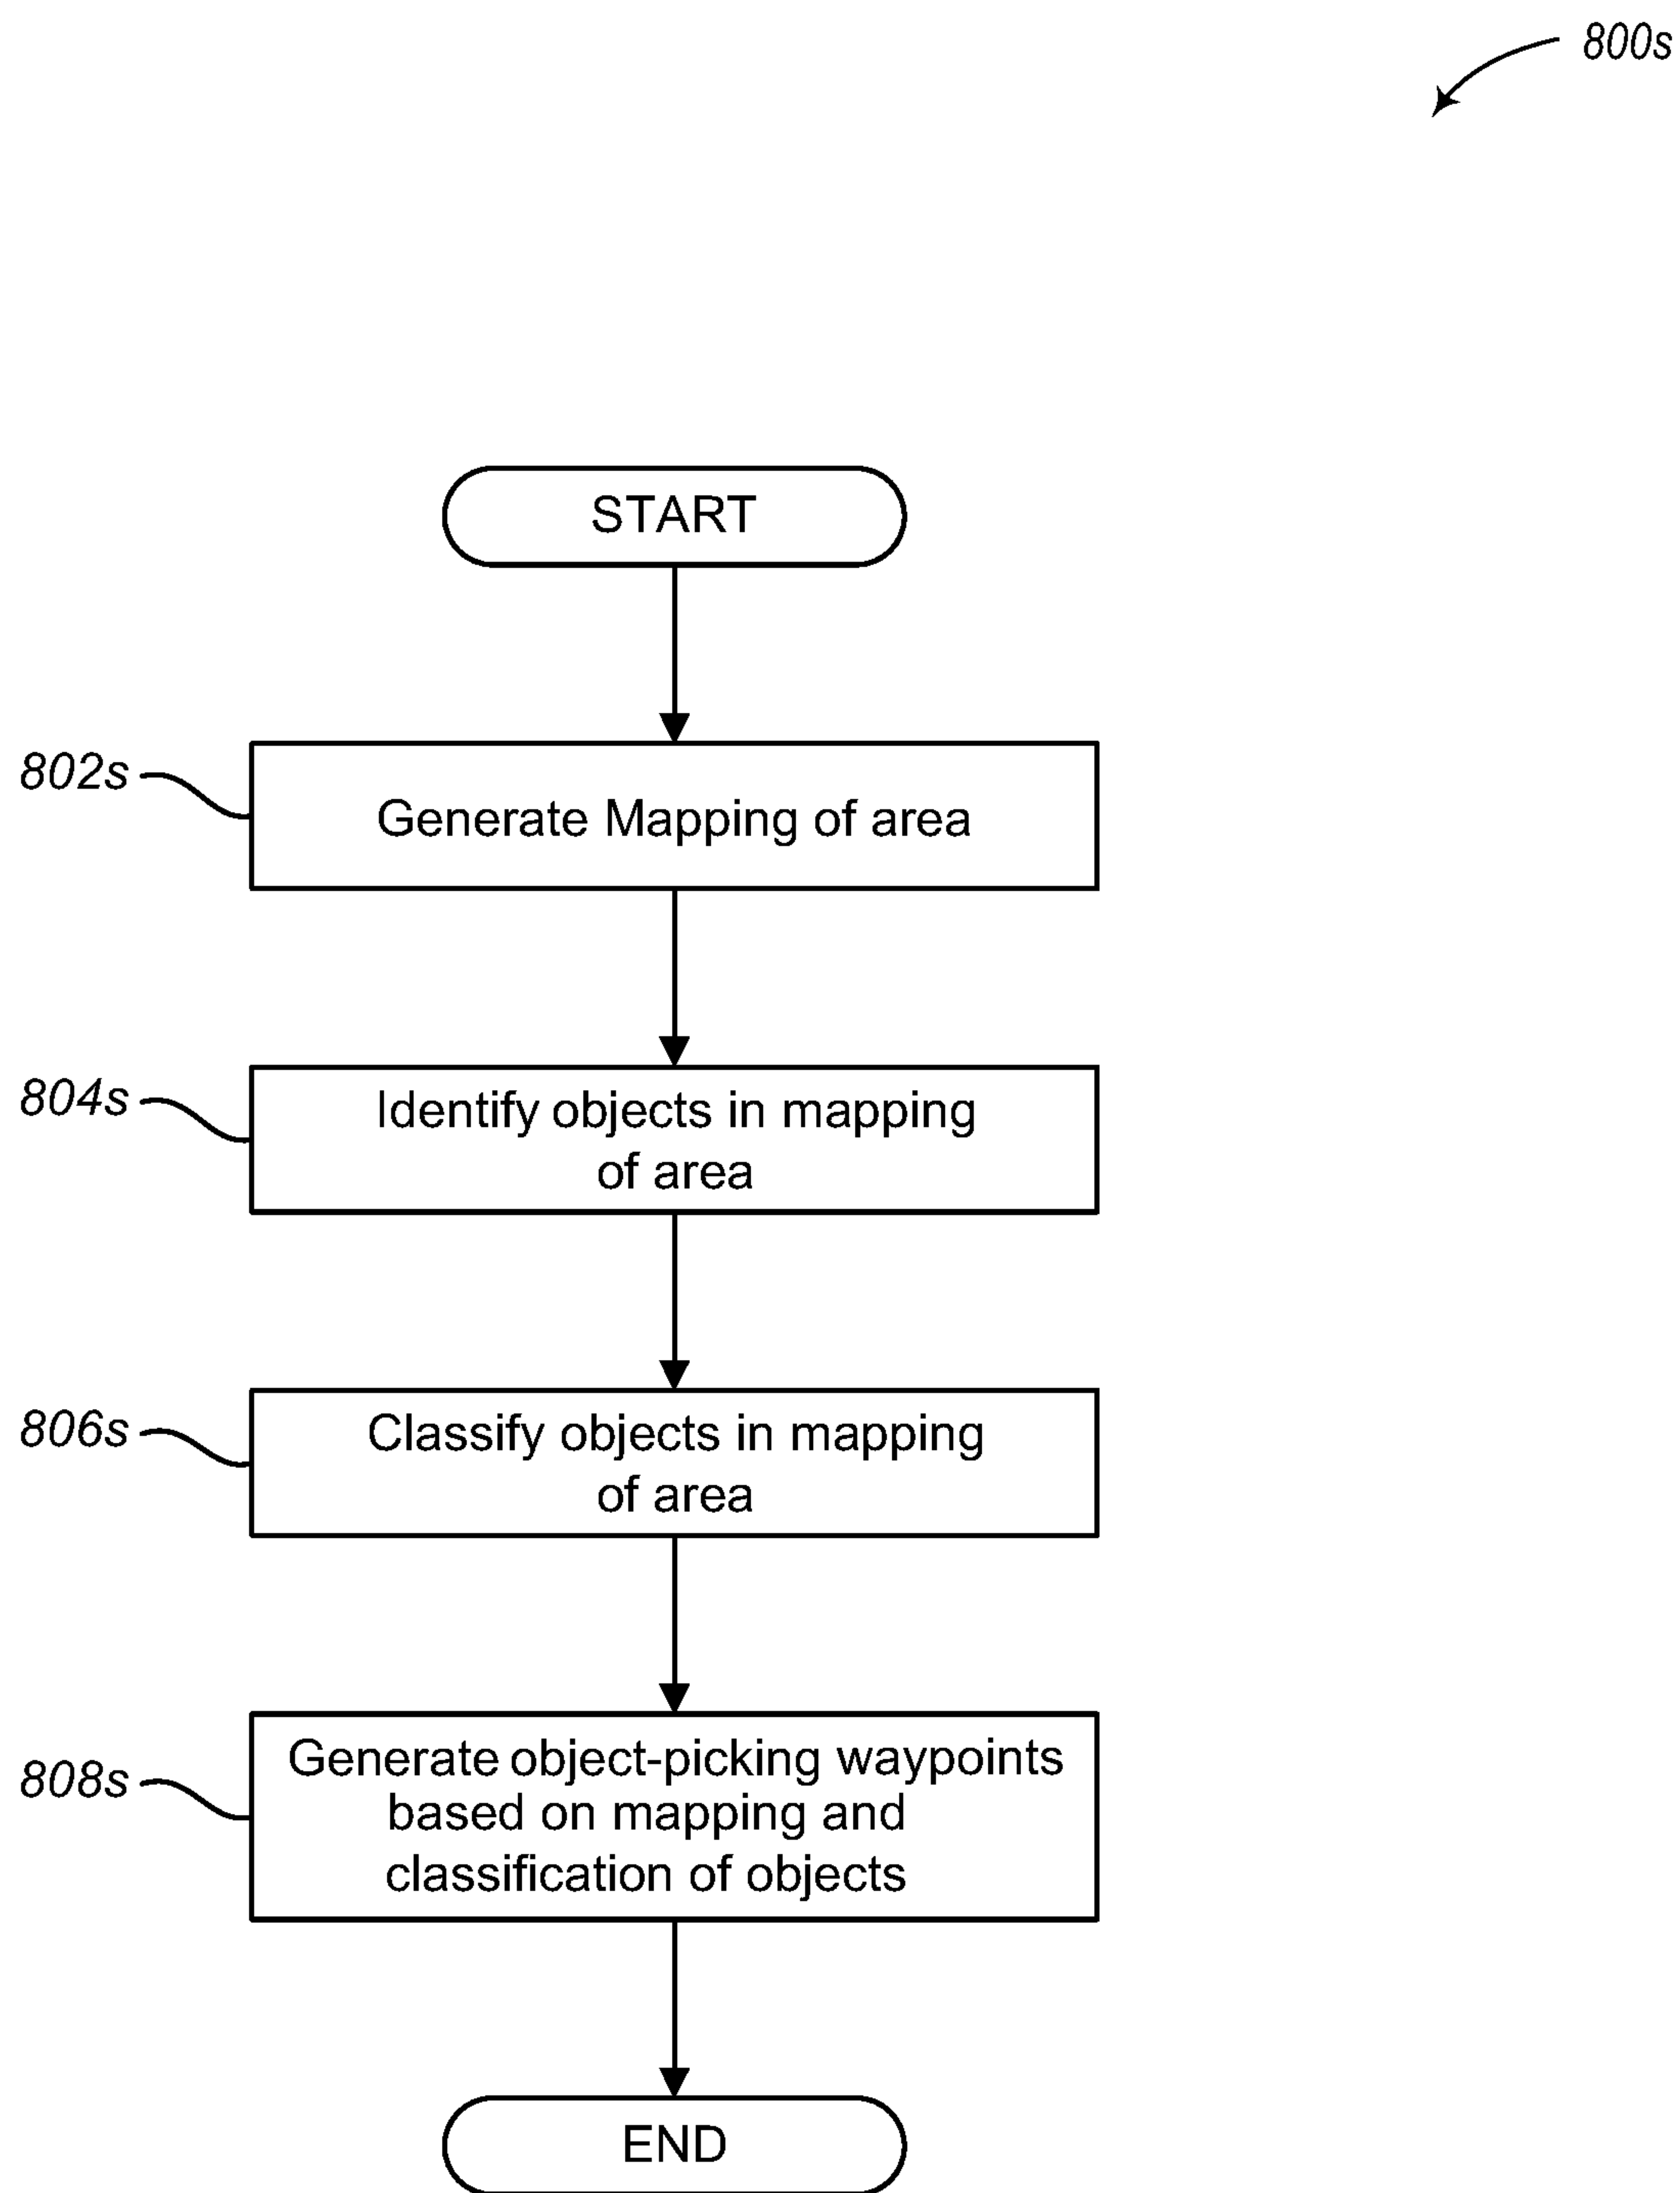 800s
START
802s
Generate Mapping of area
804s
Identify objects in mapping
of area
806s
Classify objects in mapping
of area
808s
Generate object-picking waypoints
based on mapping and
classification of objects
END